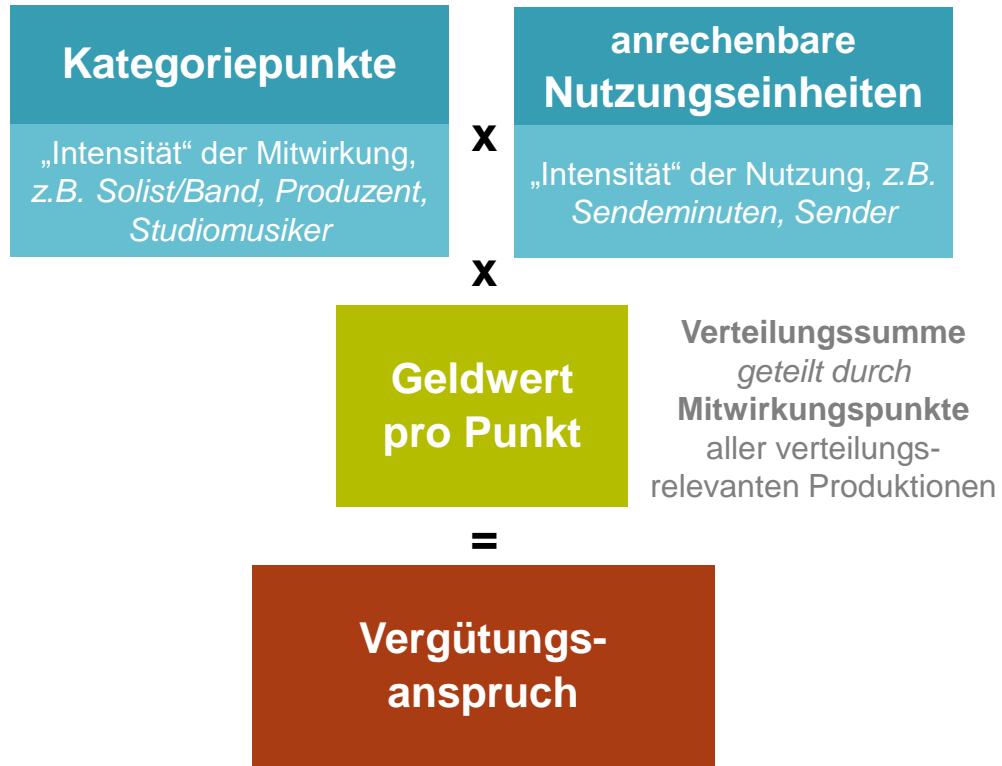 Kategoriepunkte
„Intensität“ der Mitwirkung,
z.B. Solist/Band, Produzent,
Studiomusiker
x
anrechenbare
Nutzungseinheiten
„Intensität“ der Nutzung, z.B.
Sendeminuten, Sender
x
Geldwert
pro Punkt
Verteilungssumme
geteilt durch
Mitwirkungspunkte
aller verteilungs-
relevanten Produktionen
=
Vergütungs-
anspruch